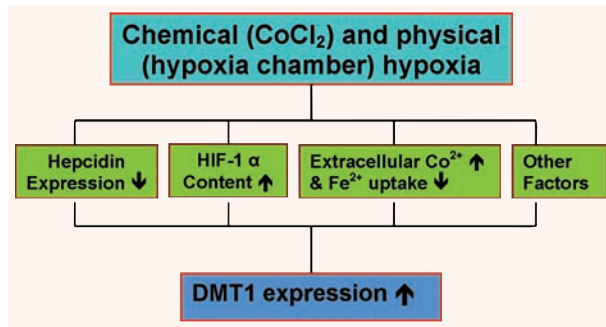 Chemical (CoCl₂) and physical
(hypoxia chamber) hypoxia
Hepcidin
Expression ↓
HIF-1 α
Content ↑
Extracellular Co²⁺ ↑
& Fe²⁺ uptake ↓
Other
Factors
DMT1 expression ↑